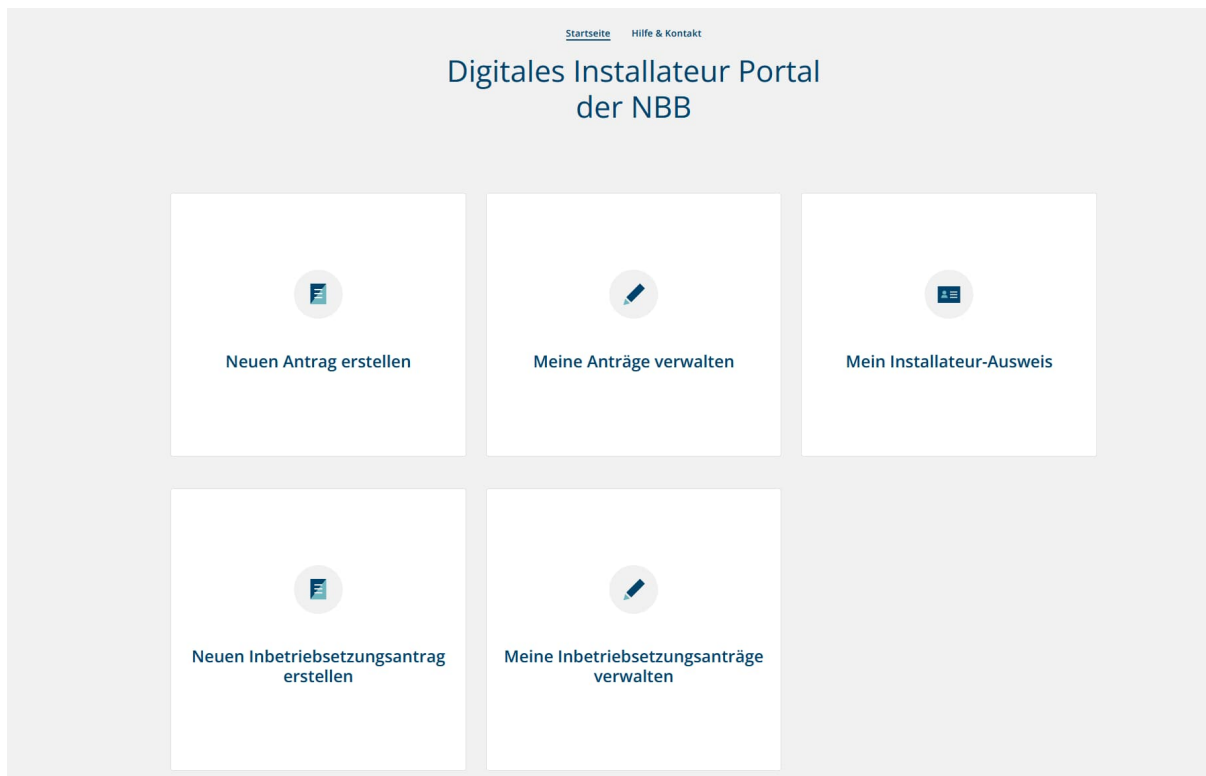 Startseite Hilfe & Kontakt
Digitales Installateur Portal
der NBB
Neuen Antrag erstellen
Meine Anträge verwalten
Mein Installateur-Ausweis
Neuen Inbetriebsetzungsantrag
erstellen
Meine Inbetriebsetzungsanträge
verwalten